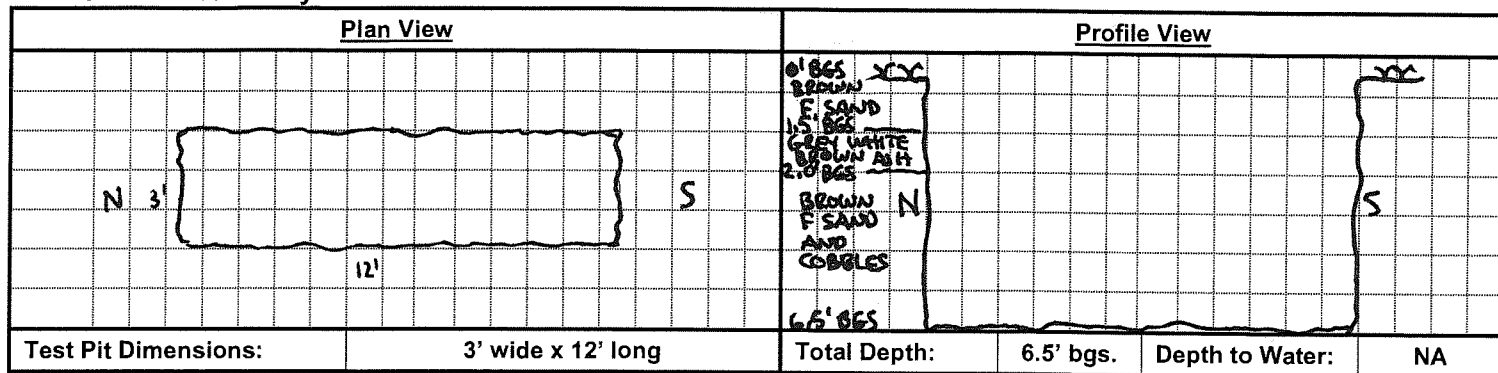 Plan View
N 3'
S
12'
Profile View
0' BGS
BROWN
F SAND
1.5' BGS
GREY WHITE
BROWN ASH
2.0' BGS
BROWN
F SAND
AND
COBBLES
N
S
6.5' BGS
Test Pit Dimensions: 3' wide x 12' long
Total Depth: 6.5' bgs. Depth to Water: NA